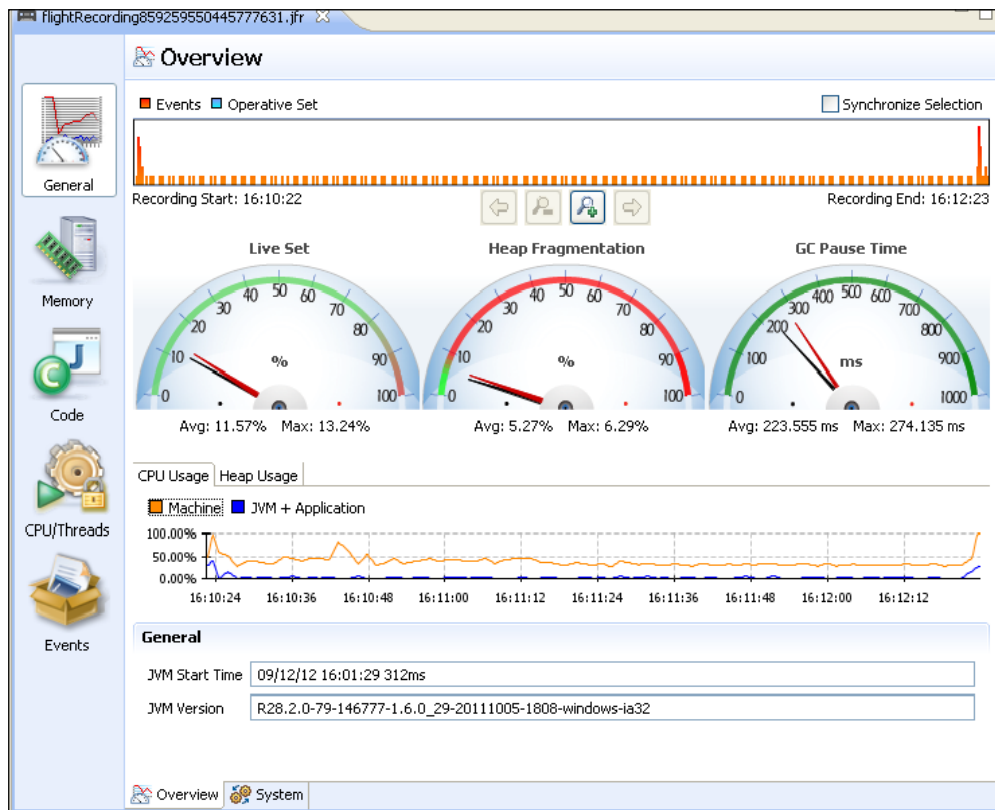 flightRecording859259550445777631.jfr
Overview
General
Memory
Code
CPU/Threads
Events
Events Operative Set Synchronize Selection
Recording Start: 16:10:22 Recording End: 16:12:23
Live Set
0 10 20 30 40 50 60 70 80 90 100
%
Avg: 11.57% Max: 13.24%
Heap Fragmentation
0 10 20 30 40 50 60 70 80 90 100
%
Avg: 5.27% Max: 6.29%
GC Pause Time
0 100 200 300 400 500 600 700 800 900 1000
ms
Avg: 223.555 ms Max: 274.135 ms
CPU Usage Heap Usage
Machine JVM + Application
100.00%
50.00%
0.00%
16:10:24 16:10:36 16:10:48 16:11:00 16:11:12 16:11:24 16:11:36 16:11:48 16:12:00 16:12:12
General
JVM Start Time 09/12/12 16:01:29 312ms
JVM Version R28.2.0-79-146777-1.6.0_29-20111005-1808-windows-ia32
Overview System